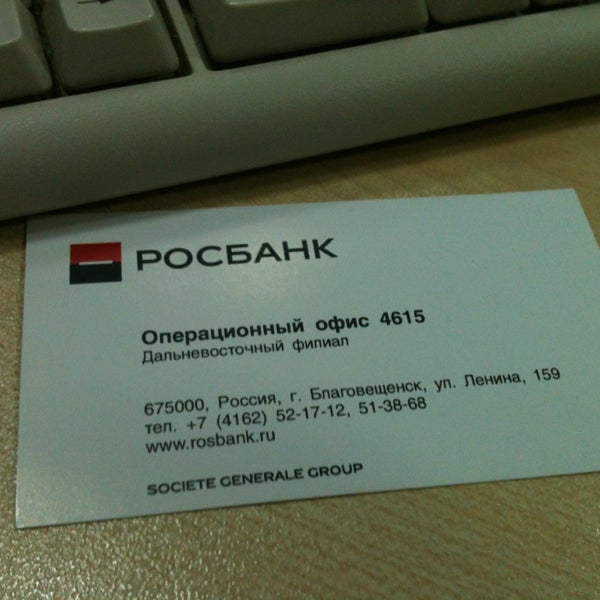 РОСБАНК
Операционный офис 4615
Дальневосточный филиал
675000, Россия, г. Благовещенск, ул. Ленина, 159
тел. +7 (4162) 52-17-12, 51-38-68
www.rosbank.ru
SOCIETE GENERALE GROUP